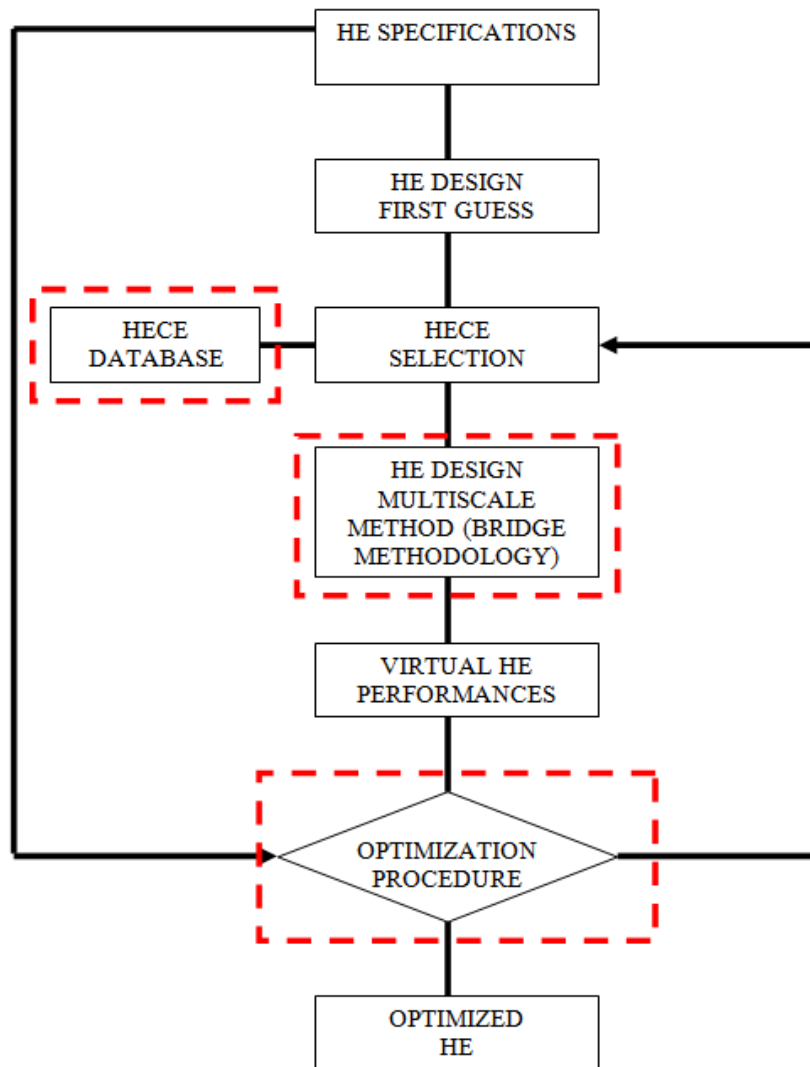 HE SPECIFICATIONS
HE DESIGN
FIRST GUESS
HECE
DATABASE
HECE
SELECTION
HE DESIGN
MULTISCALE
METHOD (BRIDGE
METHODOLOGY)
VIRTUAL HE
PERFORMANCES
OPTIMIZATION
PROCEDURE
OPTIMIZED
HE